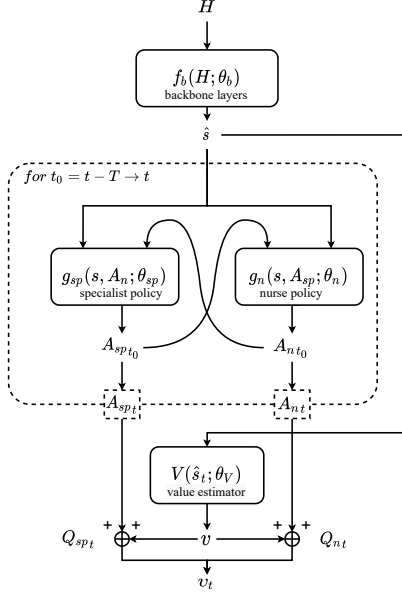 H
f_b(H; θ_b)
backbone layers
ŝ
for t_0 = t − T → t
g_sp(s, A_n; θ_sp)
specialist policy
g_n(s, A_sp; θ_n)
nurse policy
A_sp t_0
A_n t_0
A_sp t
A_n t
V(ŝ_t; θ_V)
value estimator
+ +
+ +
Q_sp t
v
Q_n t
υ_t